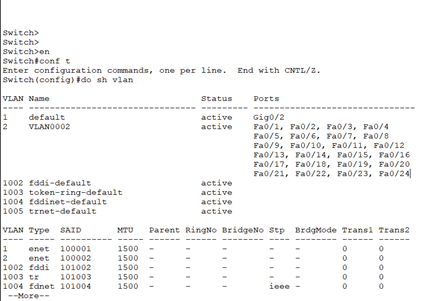 Switch>
Switch>
Switch>en
Switch#conf t
Enter configuration commands, one per line.  End with CNTL/Z.
Switch(config)#do sh vlan

VLAN Name                             Status    Ports
---- -------------------------------- --------- -------------------------------
1    default                          active    Gig0/2
2    VLAN0002                         active    Fa0/1, Fa0/2, Fa0/3, Fa0/4
                                                Fa0/5, Fa0/6, Fa0/7, Fa0/8
                                                Fa0/9, Fa0/10, Fa0/11, Fa0/12
                                                Fa0/13, Fa0/14, Fa0/15, Fa0/16
                                                Fa0/17, Fa0/18, Fa0/19, Fa0/20
                                                Fa0/21, Fa0/22, Fa0/23, Fa0/24
1002 fddi-default                     active
1003 token-ring-default               active
1004 fddinet-default                  active
1005 trnet-default                    active

VLAN Type  SAID       MTU   Parent RingNo BridgeNo Stp  BrdgMode Trans1 Trans2
---- ----- ---------- ----- ------ ------ -------- ---- -------- ------ ------
1    enet  100001     1500  -      -      -        -    -        0      0
2    enet  100002     1500  -      -      -        -    -        0      0
1002 fddi  101002     1500  -      -      -        -    -        0      0
1003 tr    101003     1500  -      -      -        -    -        0      0
1004 fdnet 101004     1500  -      -      -        ieee -        0      0
 --More--